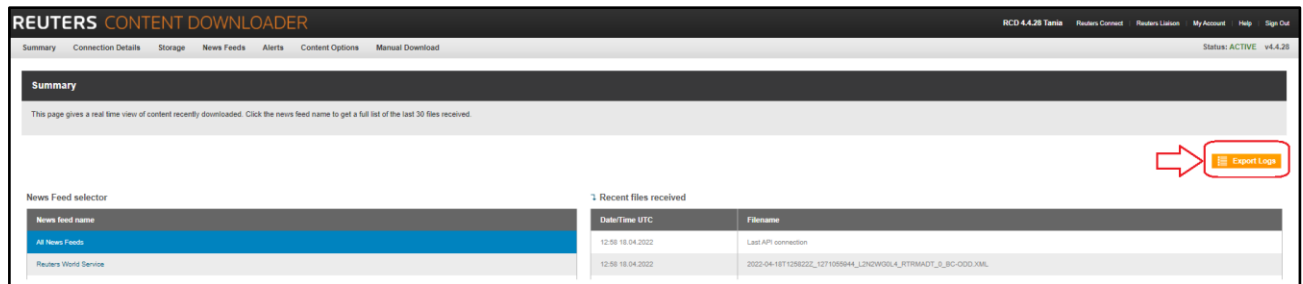 REUTERS CONTENT DOWNLOADER
RCD 4.4.28 Tania Reuters Connect Reuters Liaison My Account Help Sign Out
Summary Connection Details Storage News Feeds Alerts Content Options Manual Download Status: ACTIVE v4.4.28
Summary
This page gives a real time view of content recently downloaded. Click the news feed name to get a full list of the last 30 files received.
Export Logs
News Feed selector
Recent files received
News feed name
Date/Time UTC Filename
All News Feeds
12:58 18.04.2022 Last API connection
Reuters World Service
12:58 18.04.2022 2022-04-18T125822Z_1271055944_L2N2WG0L4_RTRMADT_0_BC-ODD.XML